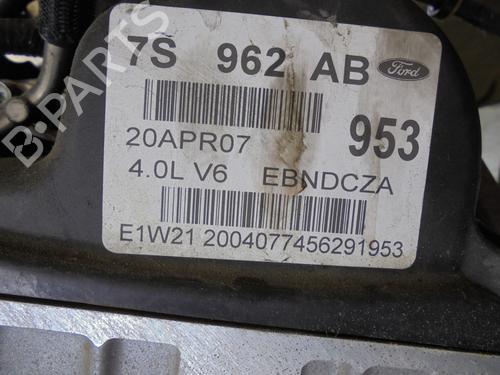 7S 962 AB Ford
20APR07 953
4.0L V6 EBNDCZA
E1W21 2004077456291953
B-PARTS